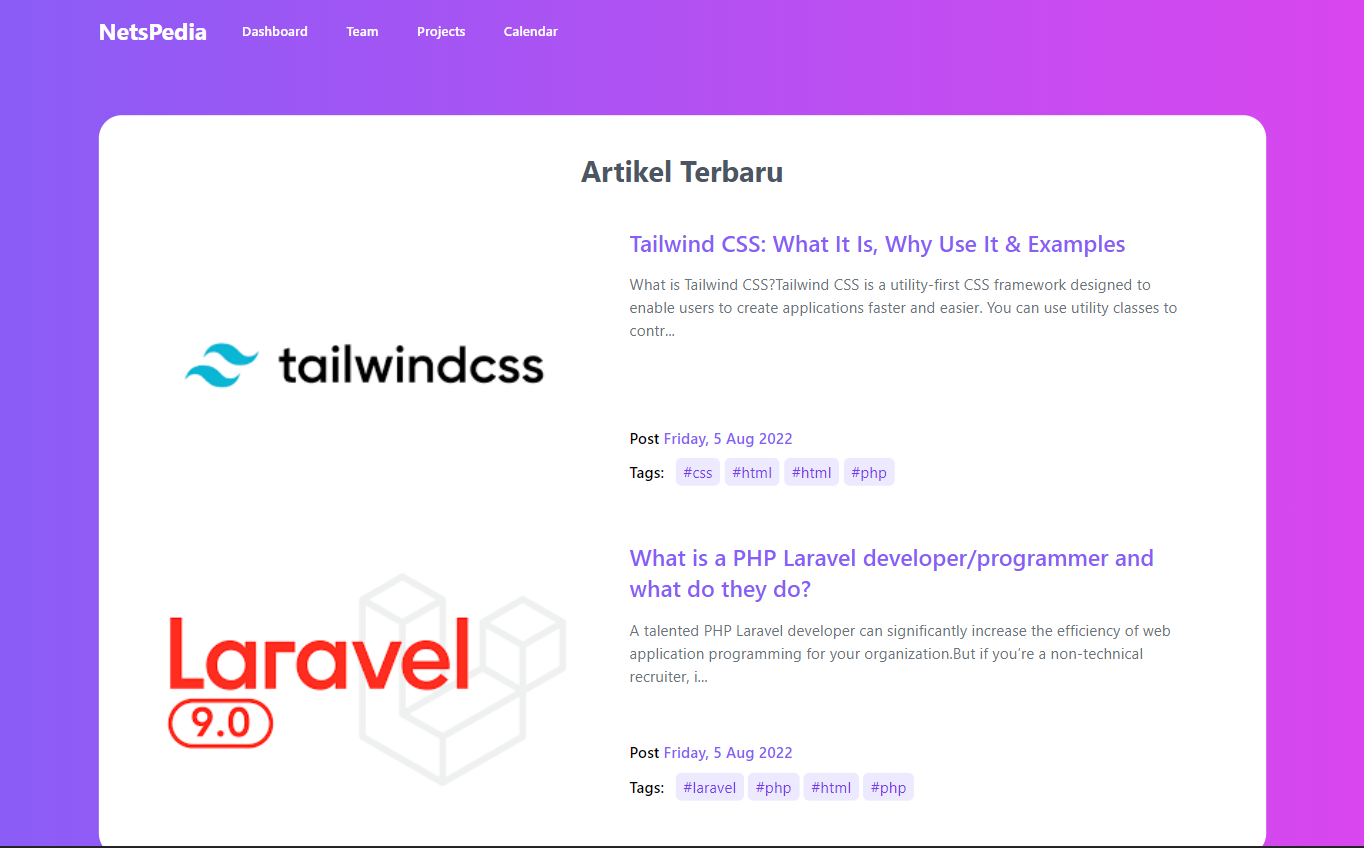 NetsPedia Dashboard Team Projects Calendar
Artikel Terbaru
tailwindcss
Tailwind CSS: What It Is, Why Use It & Examples
What is Tailwind CSS?Tailwind CSS is a utility-first CSS framework designed to
enable users to create applications faster and easier. You can use utility classes to
contr...
Post Friday, 5 Aug 2022
Tags: #css #html #html #php
Laravel
9.0
What is a PHP Laravel developer/programmer and
what do they do?
A talented PHP Laravel developer can significantly increase the efficiency of web
application programming for your organization.But if you’re a non-technical
recruiter, i...
Post Friday, 5 Aug 2022
Tags: #laravel #php #html #php